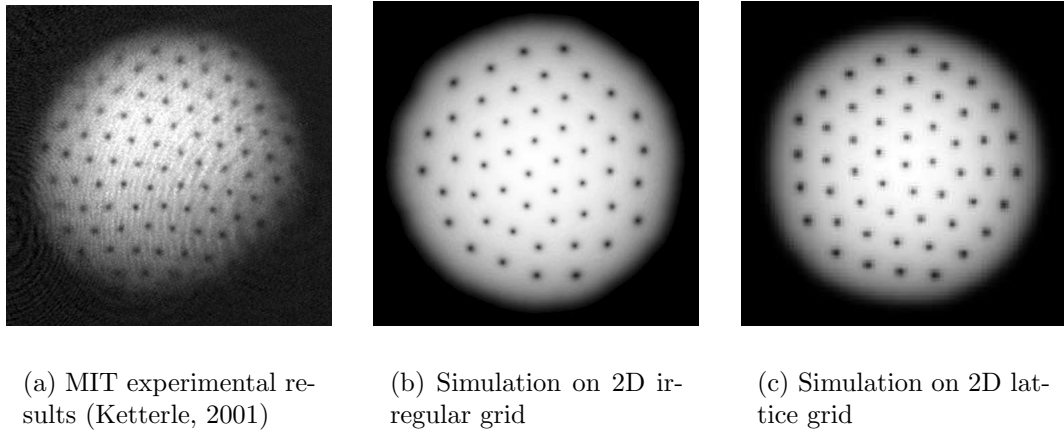 (a) MIT experimental re-
sults (Ketterle, 2001)
(b) Simulation on 2D ir-
regular grid
(c) Simulation on 2D lat-
tice grid